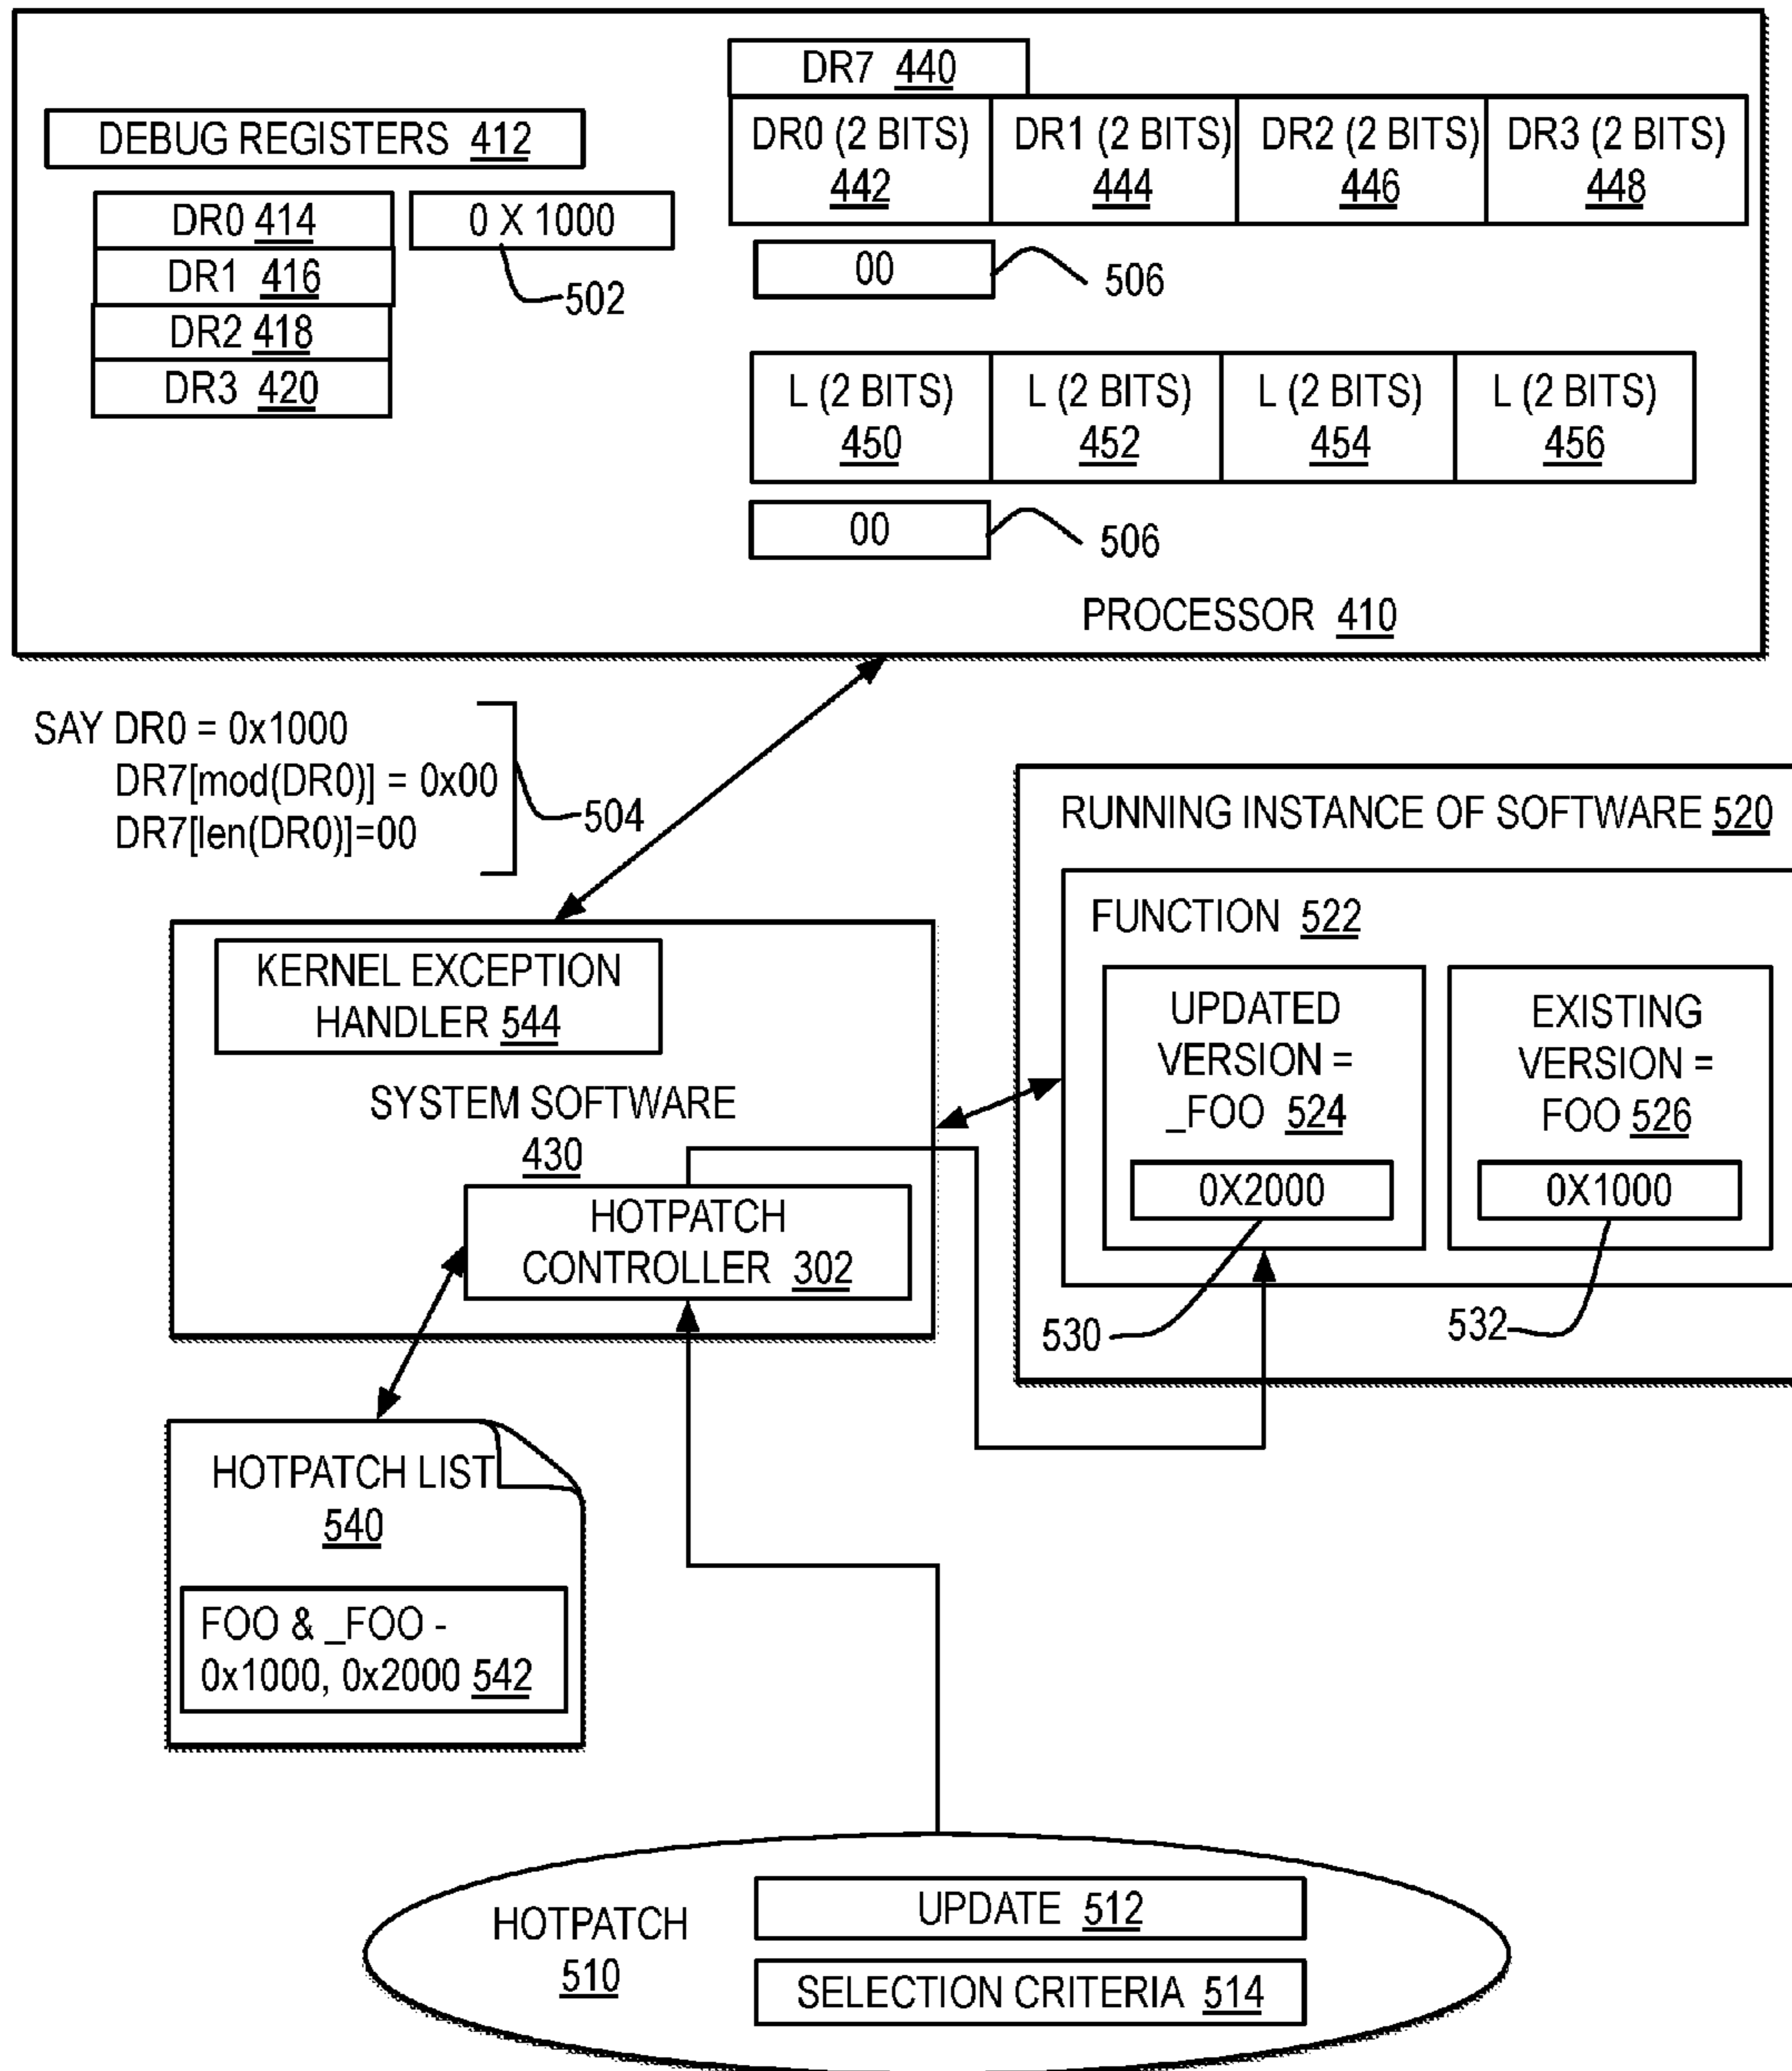 DR7 440
DEBUG REGISTERS 412
DR0 (2 BITS) DR1 (2 BITS) DR2 (2 BITS) DR3 (2 BITS)
442 444 446 448
DR0 414 0 X 1000
DR1 416
DR2 418
DR3 420
502
00 506
L (2 BITS) L (2 BITS) L (2 BITS) L (2 BITS)
450 452 454 456
00 506
PROCESSOR 410
SAY DR0 = 0x1000
DR7[mod(DR0)] = 0x00
DR7[len(DR0)]=00
504
RUNNING INSTANCE OF SOFTWARE 520
FUNCTION 522
UPDATED
VERSION =
_FOO 524
0X2000
EXISTING
VERSION =
FOO 526
0X1000
530
532
KERNEL EXCEPTION
HANDLER 544
SYSTEM SOFTWARE
430
HOTPATCH
CONTROLLER 302
HOTPATCH LIST
540
FOO & _FOO -
0x1000, 0x2000 542
HOTPATCH
510
UPDATE 512
SELECTION CRITERIA 514